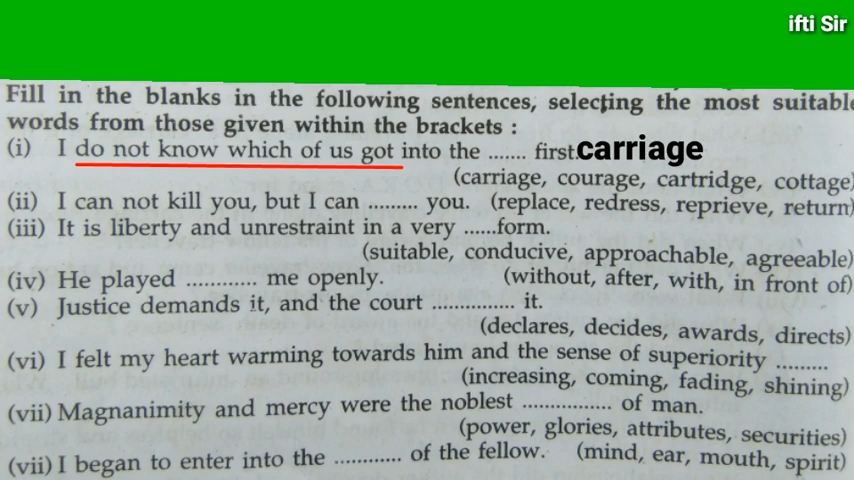 ifti Sir
Fill in the blanks in the following sentences, selecting the most suitable
words from those given within the brackets :
(i) I do not know which of us got into the ....... first.carriage
(carriage, courage, cartridge, cottage)
(ii) I can not kill you, but I can ......... you. (replace, redress, reprieve, return)
(iii) It is liberty and unrestraint in a very ......form.
(suitable, conducive, approachable, agreeable)
(iv) He played ............. me openly. (without, after, with, in front of)
(v) Justice demands it, and the court .............. it.
(declares, decides, awards, directs)
(vi) I felt my heart warming towards him and the sense of superiority .........
(increasing, coming, fading, shining)
(vii) Magnanimity and mercy were the noblest ................ of man.
(power, glories, attributes, securities)
(vii) I began to enter into the ............ of the fellow. (mind, ear, mouth, spirit)